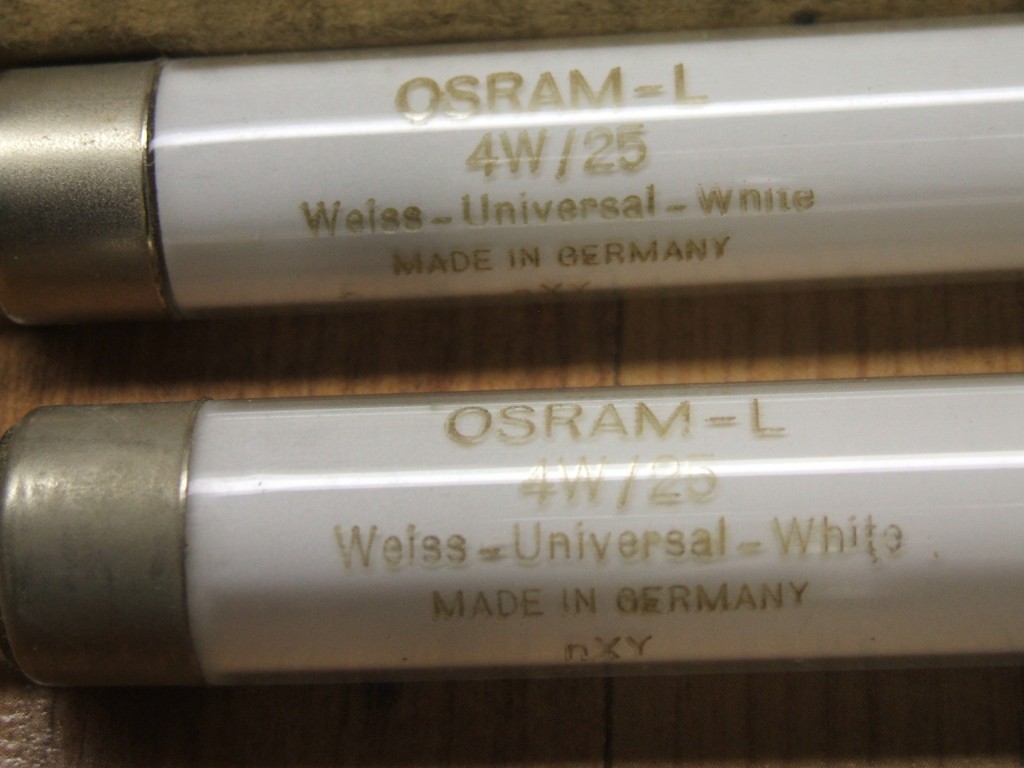 OSRAM-L
4W/25
Weiss-Universal-White
MADE IN GERMANY
OSRAM-L
4W/25
Weiss-Universal-White
MADE IN GERMANY
nXY